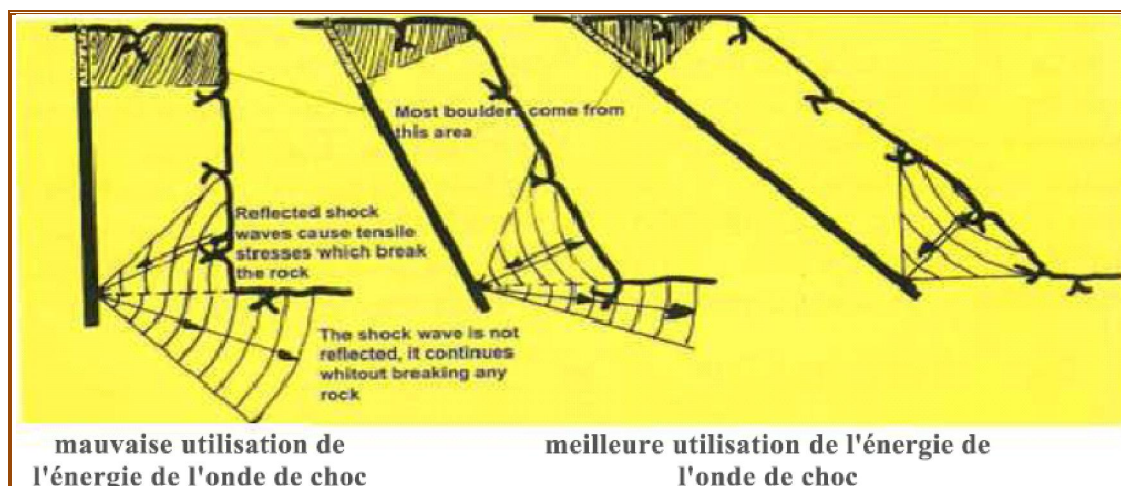 Most boulders come from
this area
Reflected shock
waves cause tensile
stresses which break
the rock
The shock wave is not
reflected, it continues
whitout breaking any
rock
mauvaise utilisation de
l'énergie de l'onde de choc
meilleure utilisation de l'énergie de
l'onde de choc